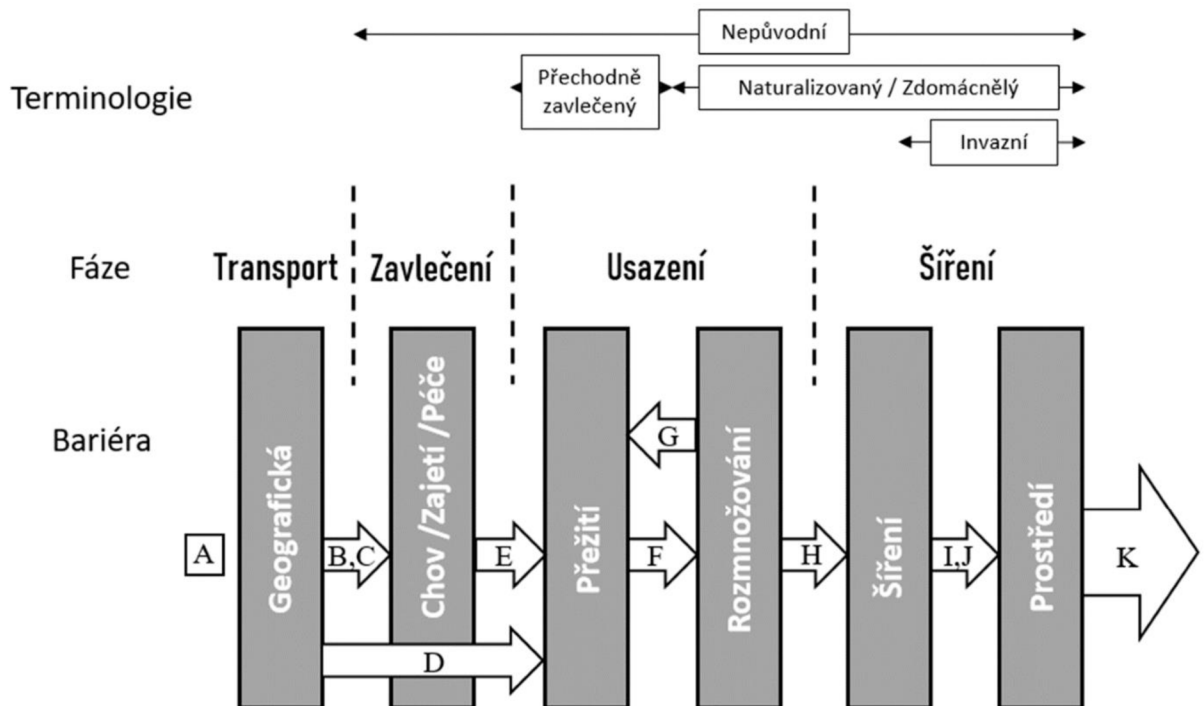 Nepůvodní
Terminologie
Přechodně
zavlečený
Naturalizovaný / Zdomácnělý
Invazní
Fáze
Transport
Zavlečení
Usazení
Šíření
Bariéra
Geografická
Chov /Zajetí /Péče
Přežití
Rozmnožování
Šíření
Prostředí
A
B,C
D
E
F
G
H
I,J
K